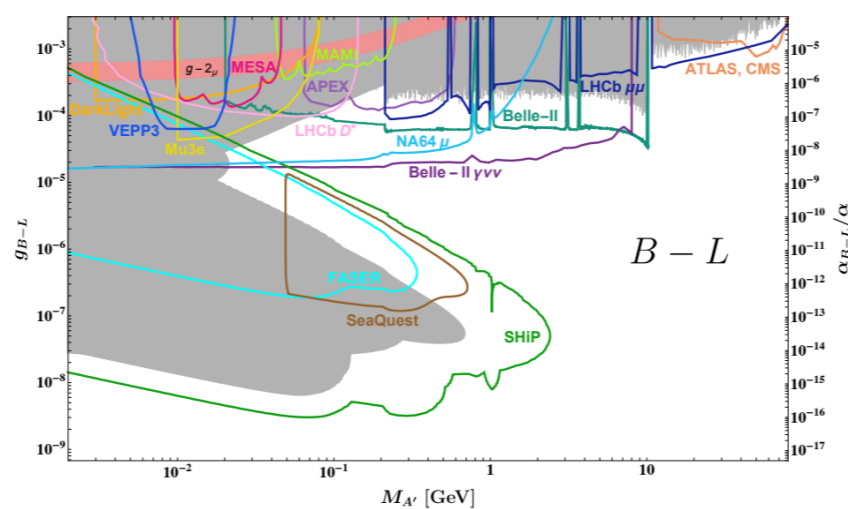 10⁻³
10⁻⁴
10⁻⁵
10⁻⁶
10⁻⁷
10⁻⁸
10⁻⁹
g_{B-L}
g-2_μ
MESA
MAMI
APEX
DarkLight
VEPP3
Mu3e
LHCb D*
NA64 μ
Belle-II
Belle-II γνν
LHCb μμ
ATLAS, CMS
B − L
FASER
SeaQuest
SHiP
10⁻⁵
10⁻⁶
10⁻⁷
10⁻⁸
10⁻⁹
10⁻¹⁰
10⁻¹¹
10⁻¹²
10⁻¹³
10⁻¹⁴
10⁻¹⁵
10⁻¹⁶
10⁻¹⁷
α_{B-L}/α
10⁻² 10⁻¹ 1 10
M_{A'} [GeV]